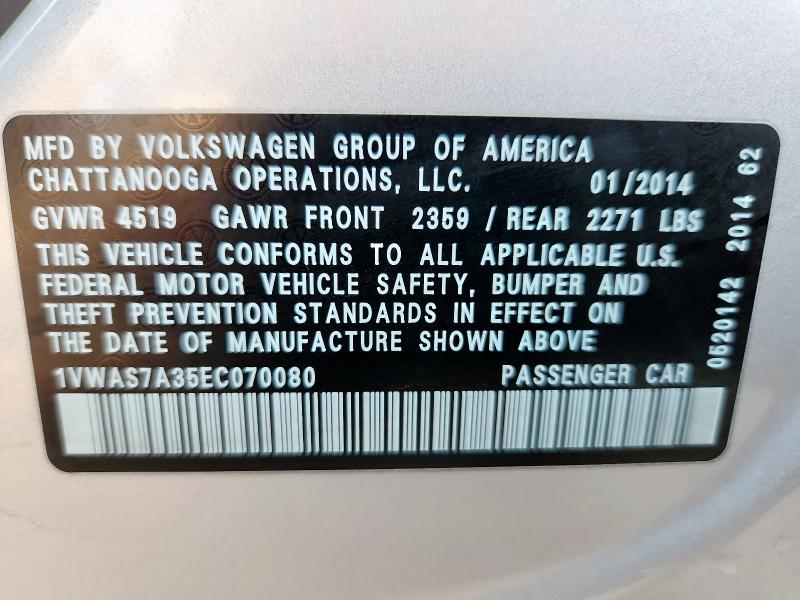 MFD BY VOLKSWAGEN GROUP OF AMERICA
CHATTANOOGA OPERATIONS, LLC. 01/2014
GVWR 4519 GAWR FRONT 2359 / REAR 2271 LBS
THIS VEHICLE CONFORMS TO ALL APPLICABLE U.S.
FEDERAL MOTOR VEHICLE SAFETY, BUMPER AND
THEFT PREVENTION STANDARDS IN EFFECT ON
THE DATE OF MANUFACTURE SHOWN ABOVE
1VWAS7A35EC070080 PASSENGER CAR
0520142 2014 62